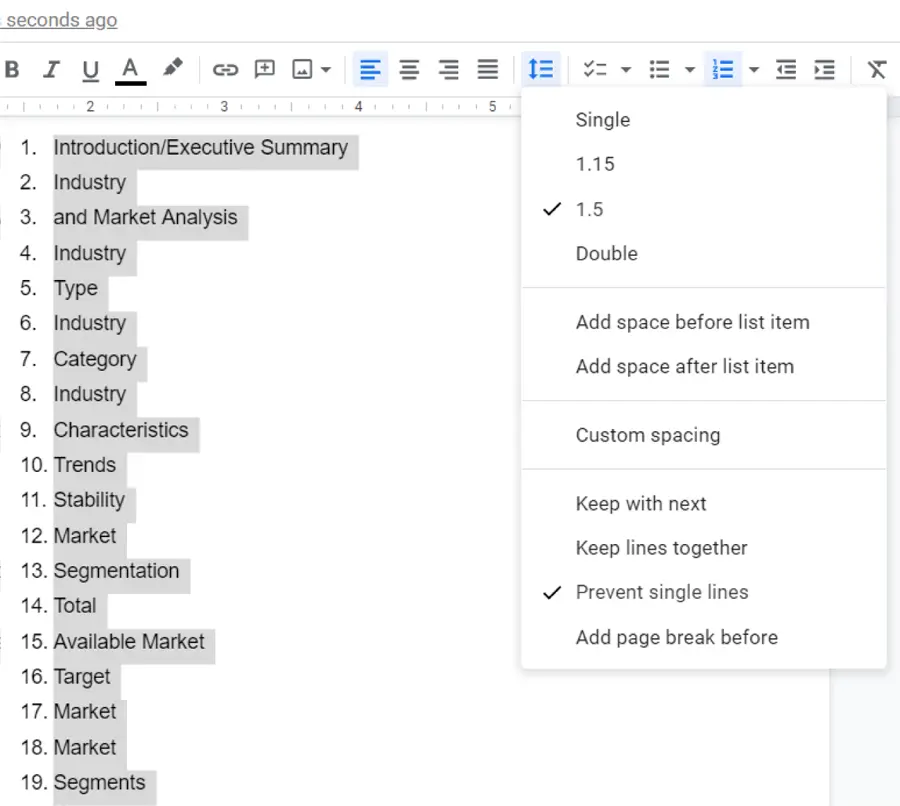 seconds ago
B I U A
2 3 4 5
1. Introduction/Executive Summary
2. Industry
3. and Market Analysis
4. Industry
5. Type
6. Industry
7. Category
8. Industry
9. Characteristics
10. Trends
11. Stability
12. Market
13. Segmentation
14. Total
15. Available Market
16. Target
17. Market
18. Market
19. Segments
Single
1.15
1.5
Double
Add space before list item
Add space after list item
Custom spacing
Keep with next
Keep lines together
Prevent single lines
Add page break before